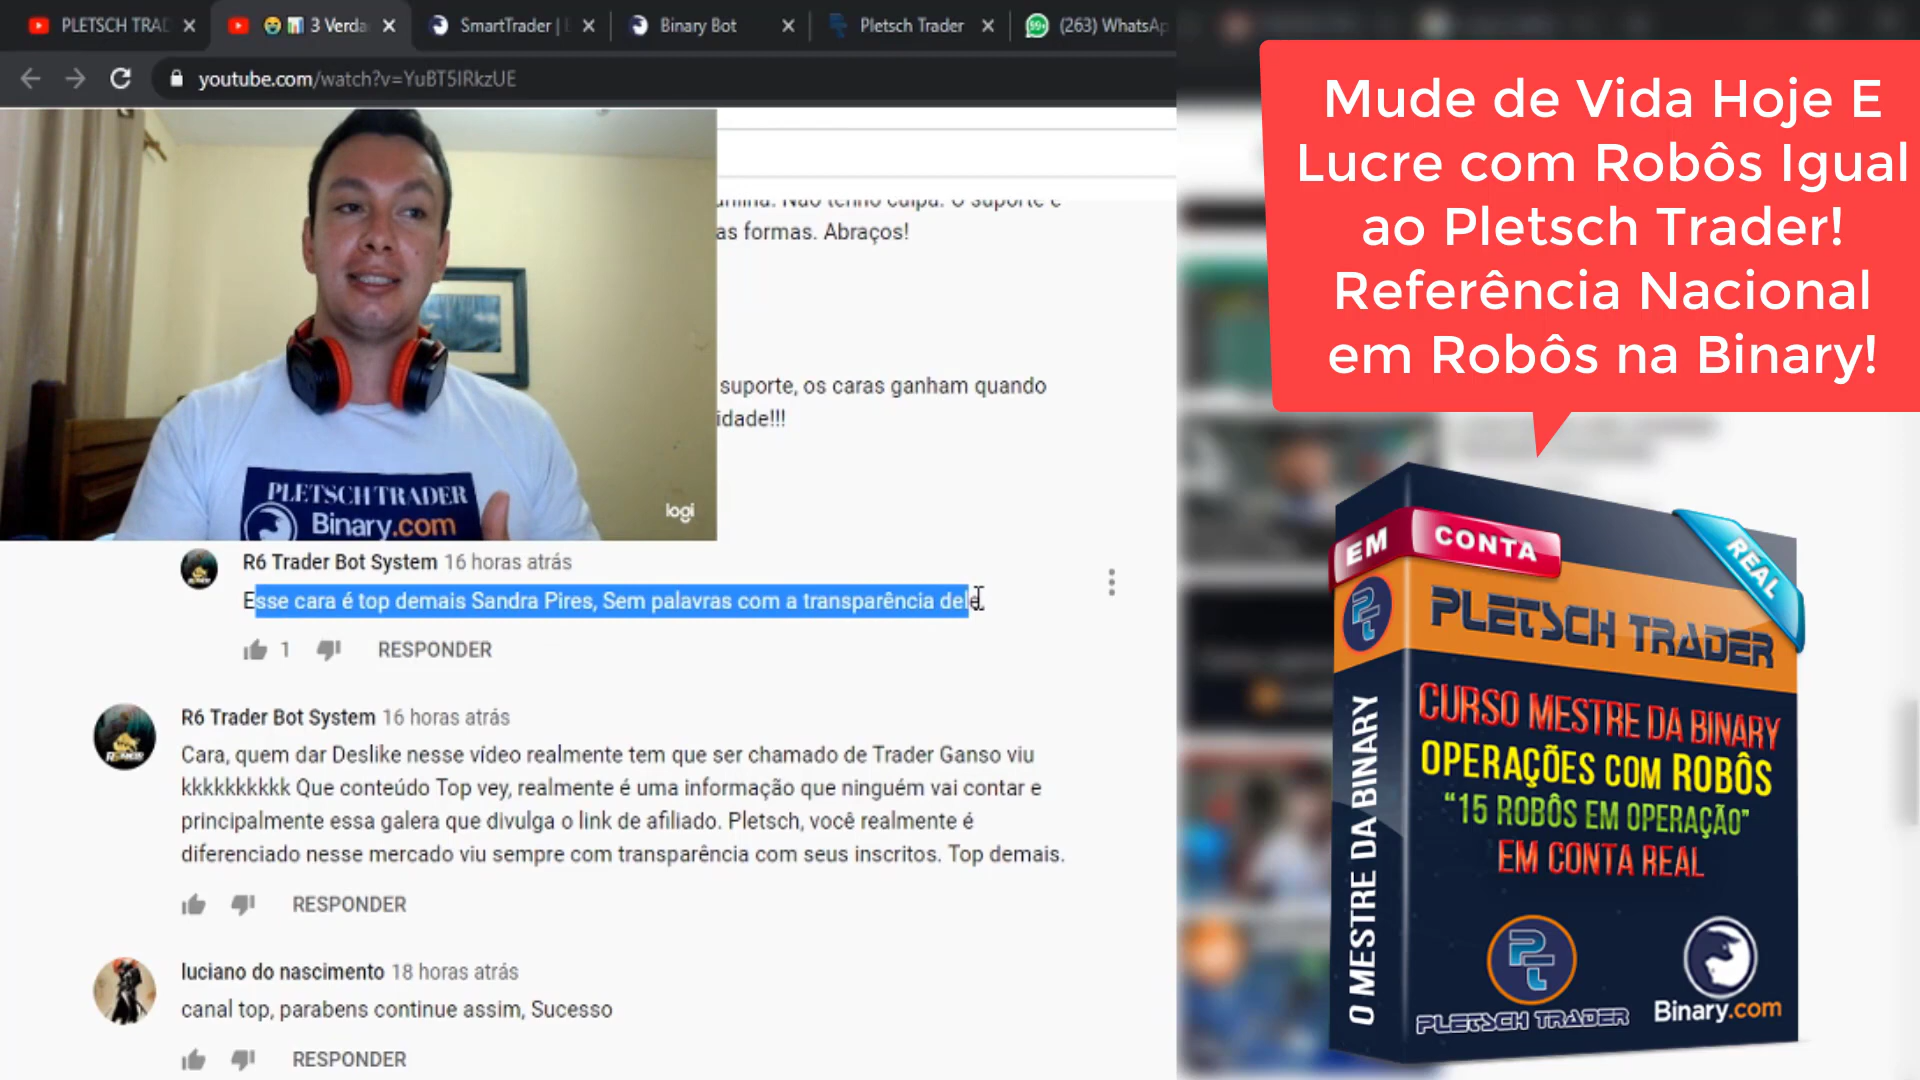 PLETSCH TRAD
3 Verda
SmartTrader |
Binary Bot
Pletsch Trader
99+
(263) WhatsAp
youtube.com/watch?v=YuBT5IRkzUE
Mude de Vida Hoje E
Lucre com Robôs Igual
ao Pletsch Trader!
Referência Nacional
em Robôs na Binary!
Não tenho culpa. O suporte e
as formas. Abraços!
suporte, os caras ganham quando
idade!!!
PLETSCH TRADER
Binary.com
logi
R6 Trader Bot System 16 horas atrás
Esse cara é top demais Sandra Pires, Sem palavras com a transparência dele
1 RESPONDER
R6 Trader Bot System 16 horas atrás
Cara, quem dar Deslike nesse vídeo realmente tem que ser chamado de Trader Ganso viu
kkkkkkkkkk Que conteúdo Top vey, realmente é uma informação que ninguém vai contar e
principalmente essa galera que divulga o link de afiliado. Pletsch, você realmente é
diferenciado nesse mercado viu sempre com transparência com seus inscritos. Top demais.
RESPONDER
luciano do nascimento 18 horas atrás
canal top, parabens continue assim, Sucesso
RESPONDER
EM CONTA
REAL
PLETSCH TRADER
CURSO MESTRE DA BINARY
OPERAÇÕES COM ROBÔS
“15 ROBÔS EM OPERAÇÃO”
EM CONTA REAL
O MESTRE DA BINARY
PLETSCH TRADER
Binary.com